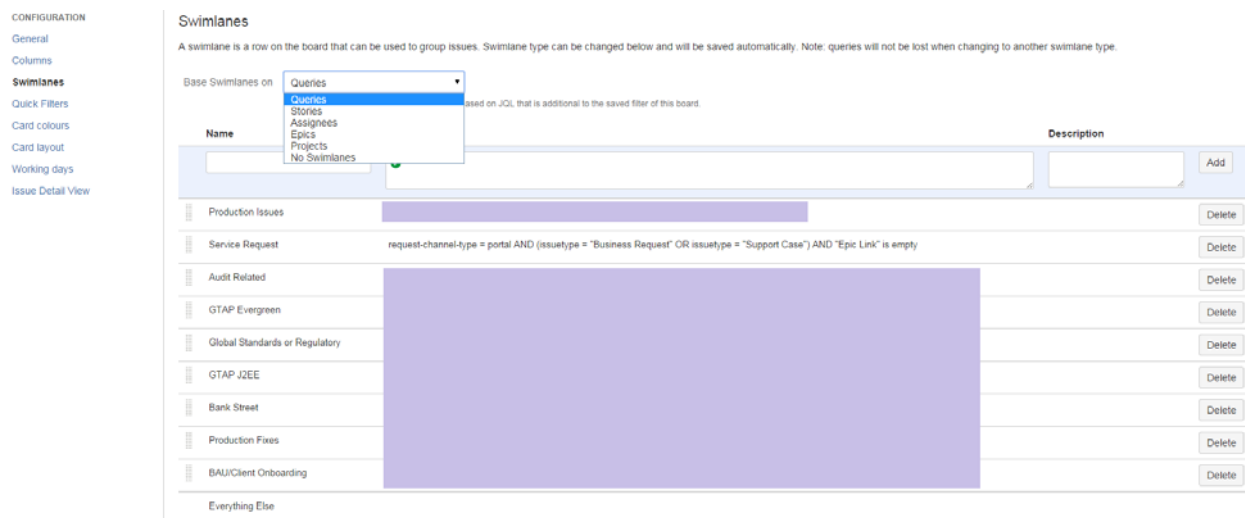 CONFIGURATION
General
Columns
Swimlanes
Quick Filters
Card colours
Card layout
Working days
Issue Detail View
Swimlanes
A swimlane is a row on the board that can be used to group issues. Swimlane type can be changed below and will be saved automatically. Note: queries will not be lost when changing to another swimlane type.
Base Swimlanes on Queries
Queries
Stories
Assignees
Epics
Projects
No Swimlanes
based on JQL that is additional to the saved filter of this board.
Name Description
Add
Production Issues Delete
Service Request request-channel-type = portal AND (issuetype = "Business Request" OR issuetype = "Support Case") AND "Epic Link" is empty Delete
Audit Related Delete
GTAP Evergreen Delete
Global Standards or Regulatory Delete
GTAP J2EE Delete
Bank Street Delete
Production Fixes Delete
BAU/Client Onboarding Delete
Everything Else